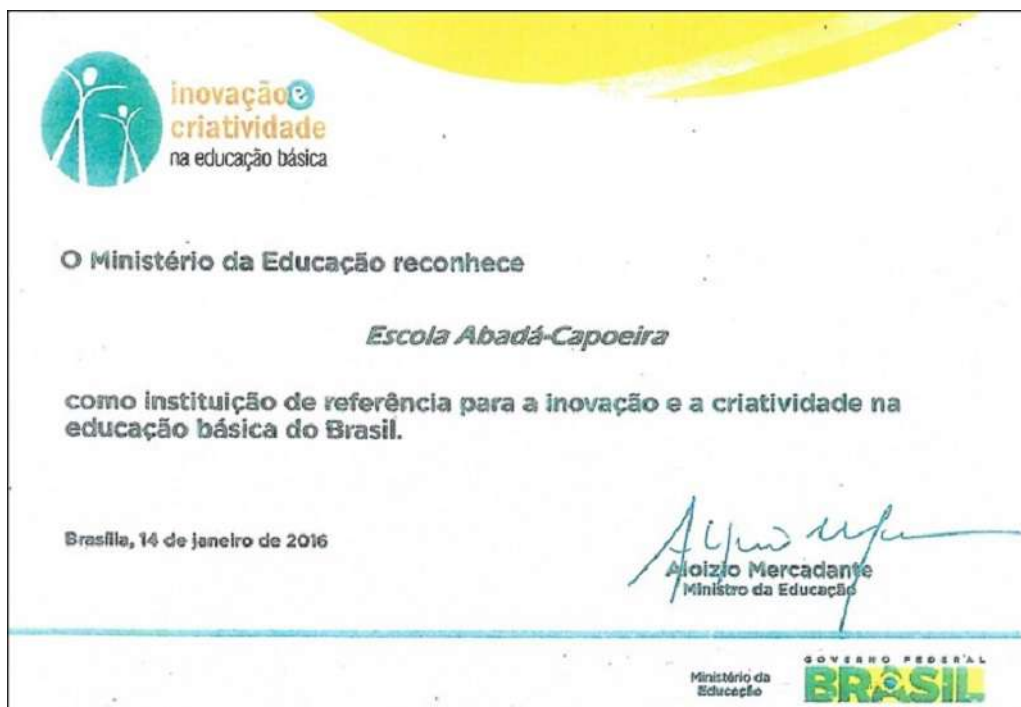 inovação e
criatividade
na educação básica
O Ministério da Educação reconhece
Escola Abadá-Capoeira
como instituição de referência para a inovação e a criatividade na
educação básica do Brasil.
Brasília, 14 de janeiro de 2016
Aloizio Mercadante
Ministro da Educação
Ministério da
Educação
GOVERNO FEDERAL
BRASIL